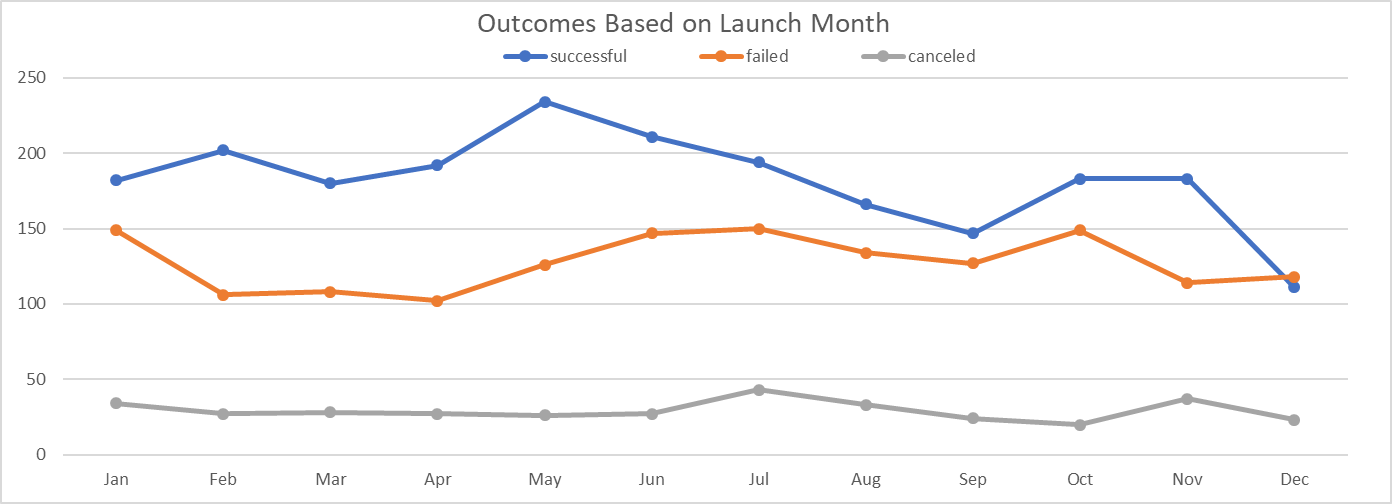 Outcomes Based on Launch Month
successful failed canceled
250
200
150
100
50
0
Jan Feb Mar Apr May Jun Jul Aug Sep Oct Nov Dec